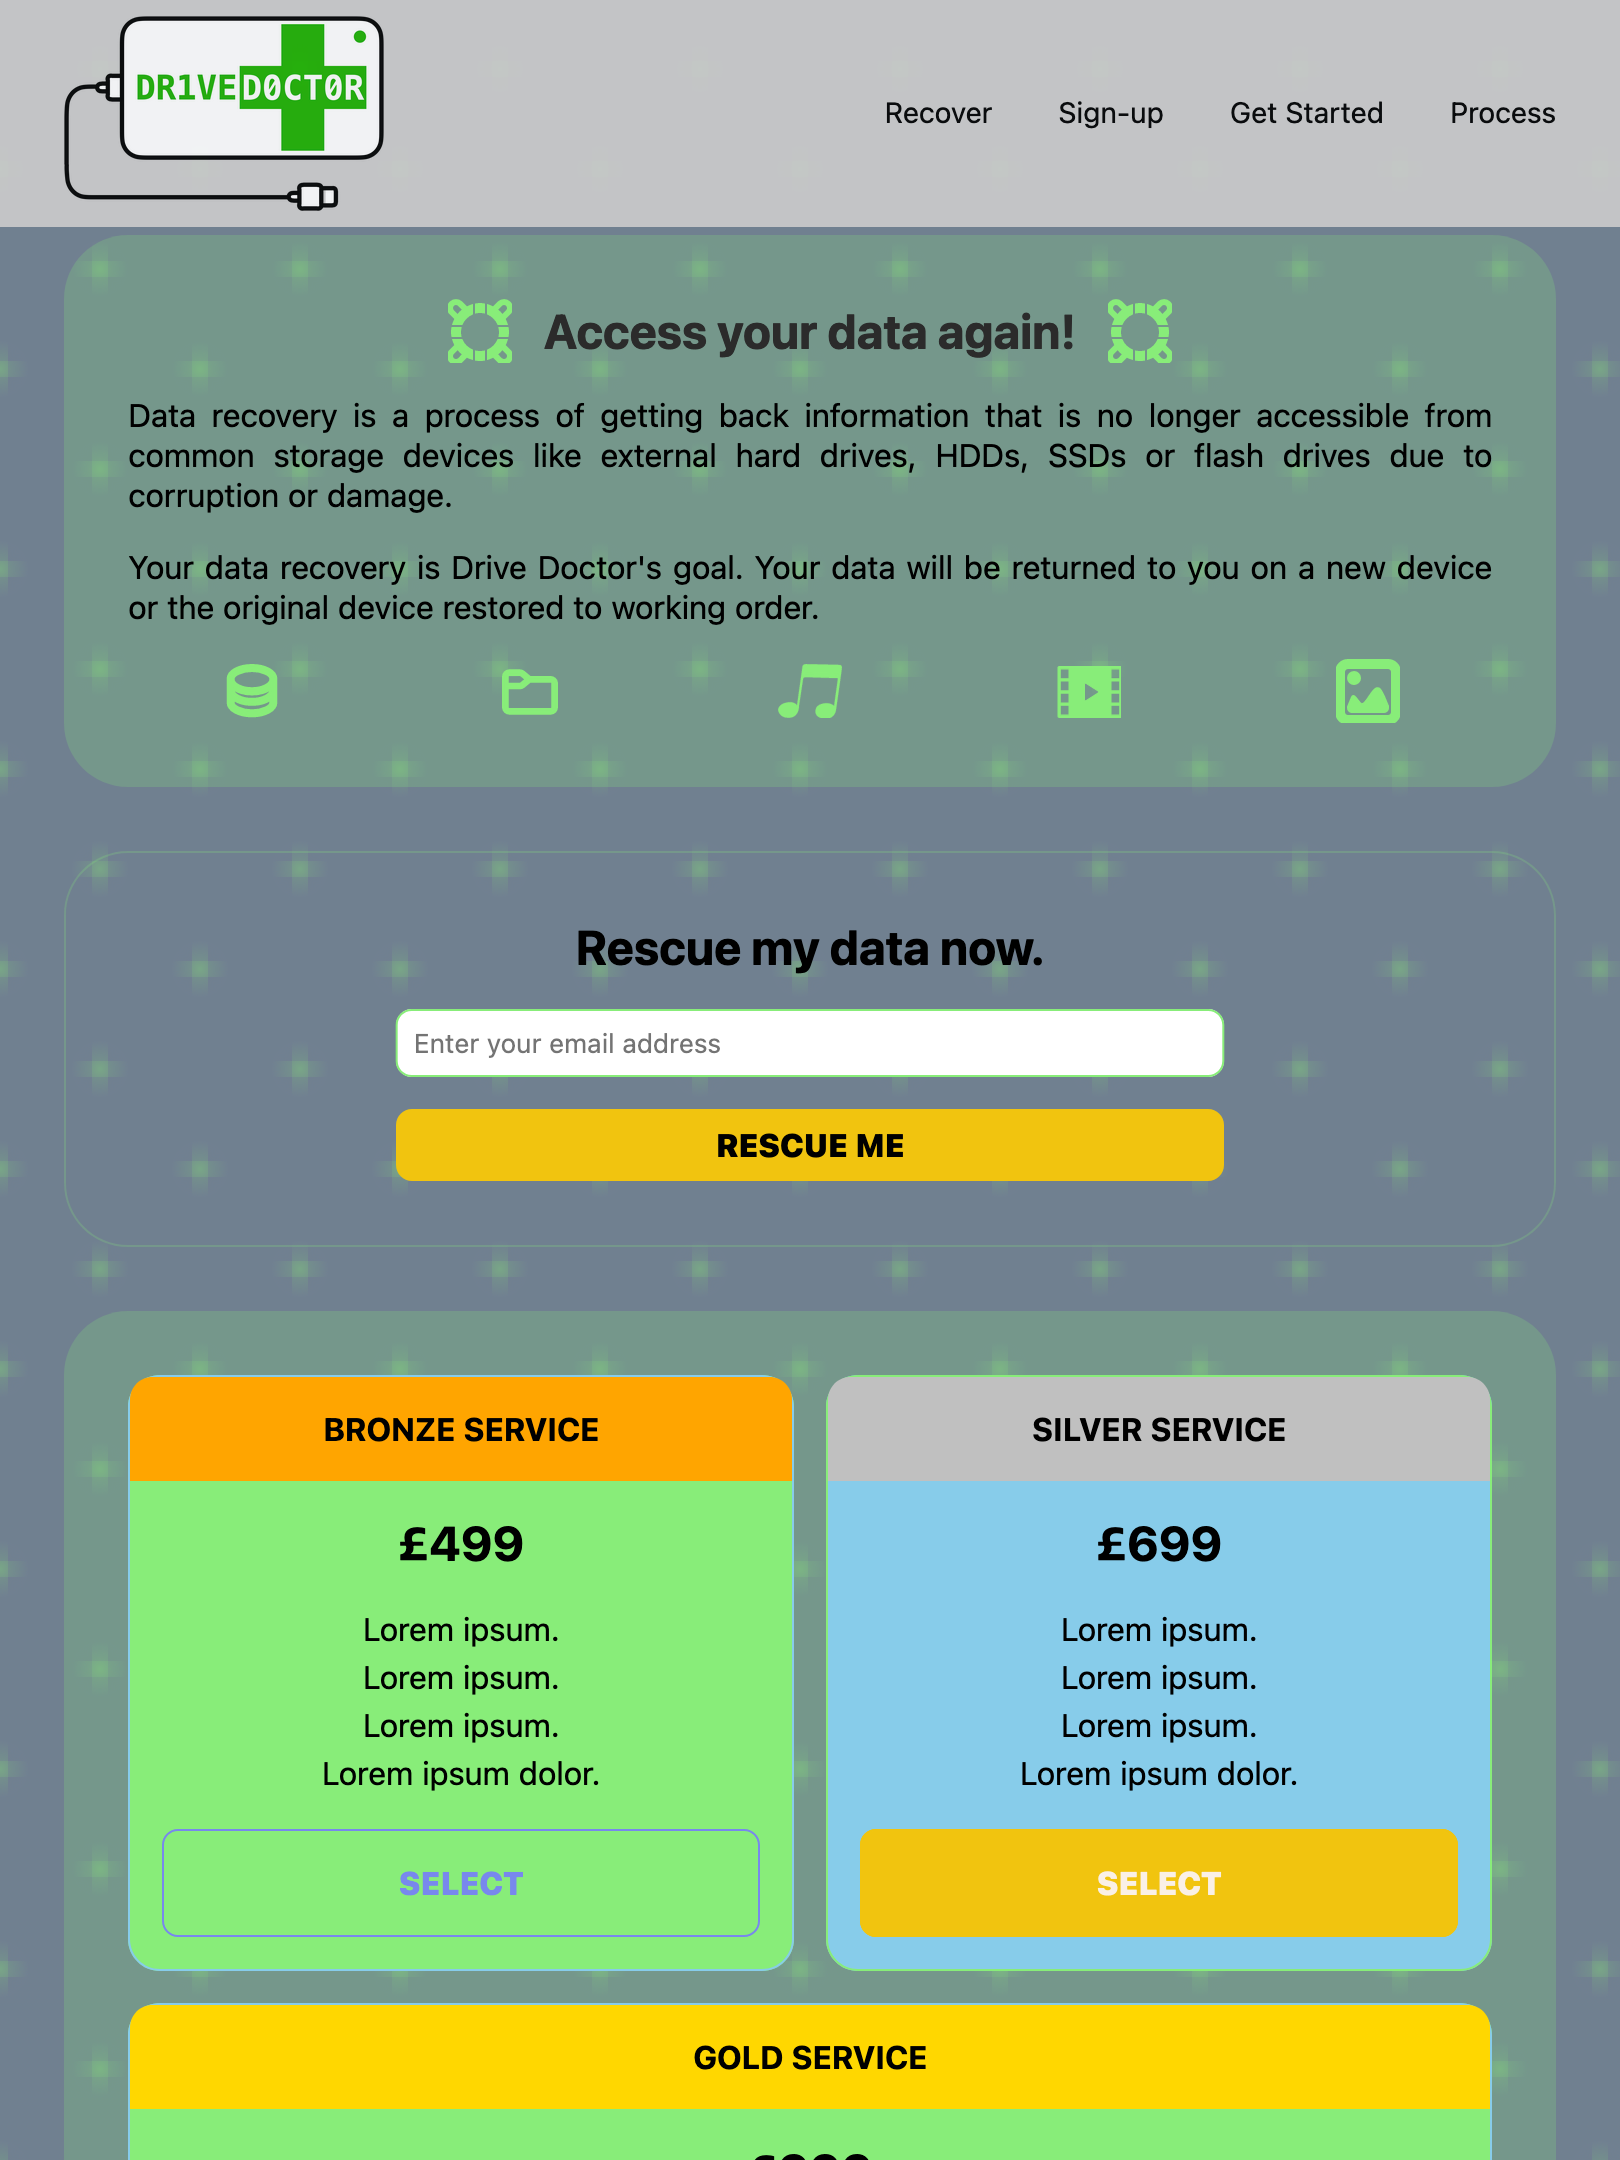 DR1VED0CT0R
Recover Sign-up Get Started Process
Access your data again!
Data recovery is a process of getting back information that is no longer accessible from
common storage devices like external hard drives, HDDs, SSDs or flash drives due to
corruption or damage.
Your data recovery is Drive Doctor's goal. Your data will be returned to you on a new device
or the original device restored to working order.
Rescue my data now.
Enter your email address
RESCUE ME
BRONZE SERVICE
£499
Lorem ipsum.
Lorem ipsum.
Lorem ipsum.
Lorem ipsum dolor.
SELECT
SILVER SERVICE
£699
Lorem ipsum.
Lorem ipsum.
Lorem ipsum.
Lorem ipsum dolor.
SELECT
GOLD SERVICE